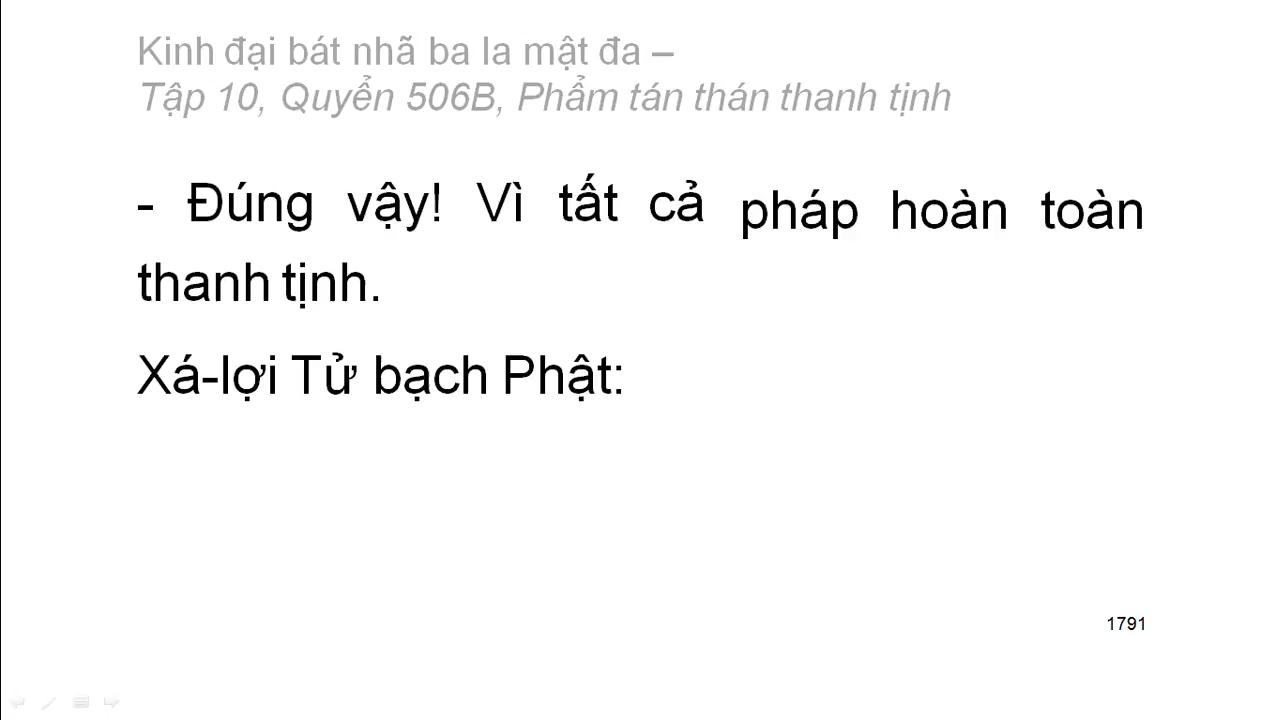 Kinh đại bát nhã ba la mật đa –
Tập 10, Quyển 506B, Phẩm tán thán thanh tịnh
- Đúng vậy! Vì tất cả pháp hoàn toàn
thanh tịnh.
Xá-lợi Tử bạch Phật:
1791